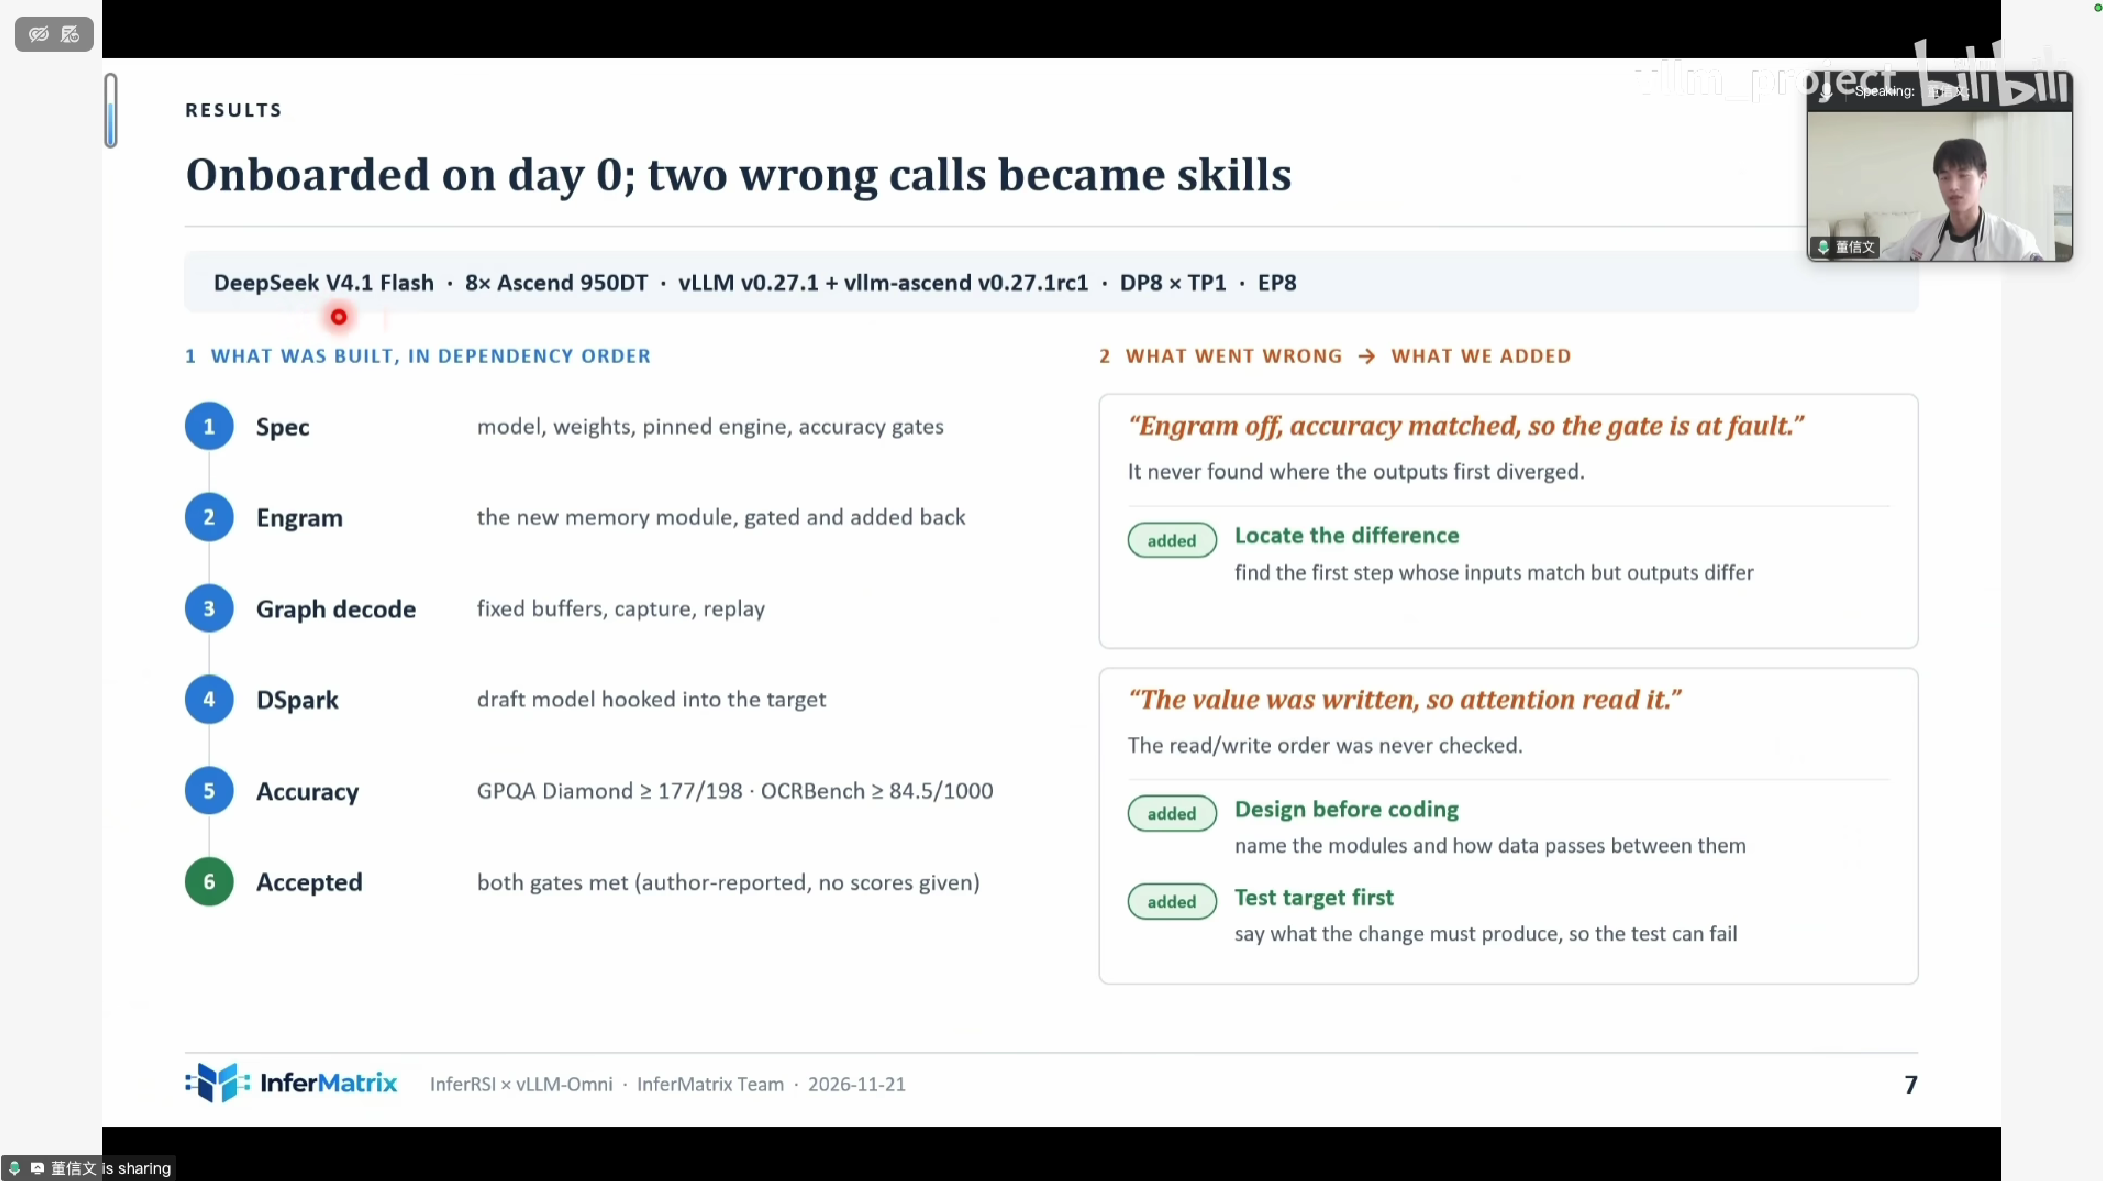 vllm_project bilibili
Speaking:
RESULTS
Onboarded on day 0; two wrong calls became skills
董信文
DeepSeek V4.1 Flash · 8× Ascend 950DT · vLLM v0.27.1 + vllm-ascend v0.27.1rc1 · DP8 × TP1 · EP8
1 WHAT WAS BUILT, IN DEPENDENCY ORDER
1 Spec model, weights, pinned engine, accuracy gates
2 Engram the new memory module, gated and added back
3 Graph decode fixed buffers, capture, replay
4 DSpark draft model hooked into the target
5 Accuracy GPQA Diamond ≥ 177/198 · OCRBench ≥ 84.5/1000
6 Accepted both gates met (author-reported, no scores given)
2 WHAT WENT WRONG → WHAT WE ADDED
“Engram off, accuracy matched, so the gate is at fault.”
It never found where the outputs first diverged.
added Locate the difference
find the first step whose inputs match but outputs differ
“The value was written, so attention read it.”
The read/write order was never checked.
added Design before coding
name the modules and how data passes between them
added Test target first
say what the change must produce, so the test can fail
InferMatrix InferRSI × vLLM-Omni · InferMatrix Team · 2026-11-21
7
董信文 is sharing